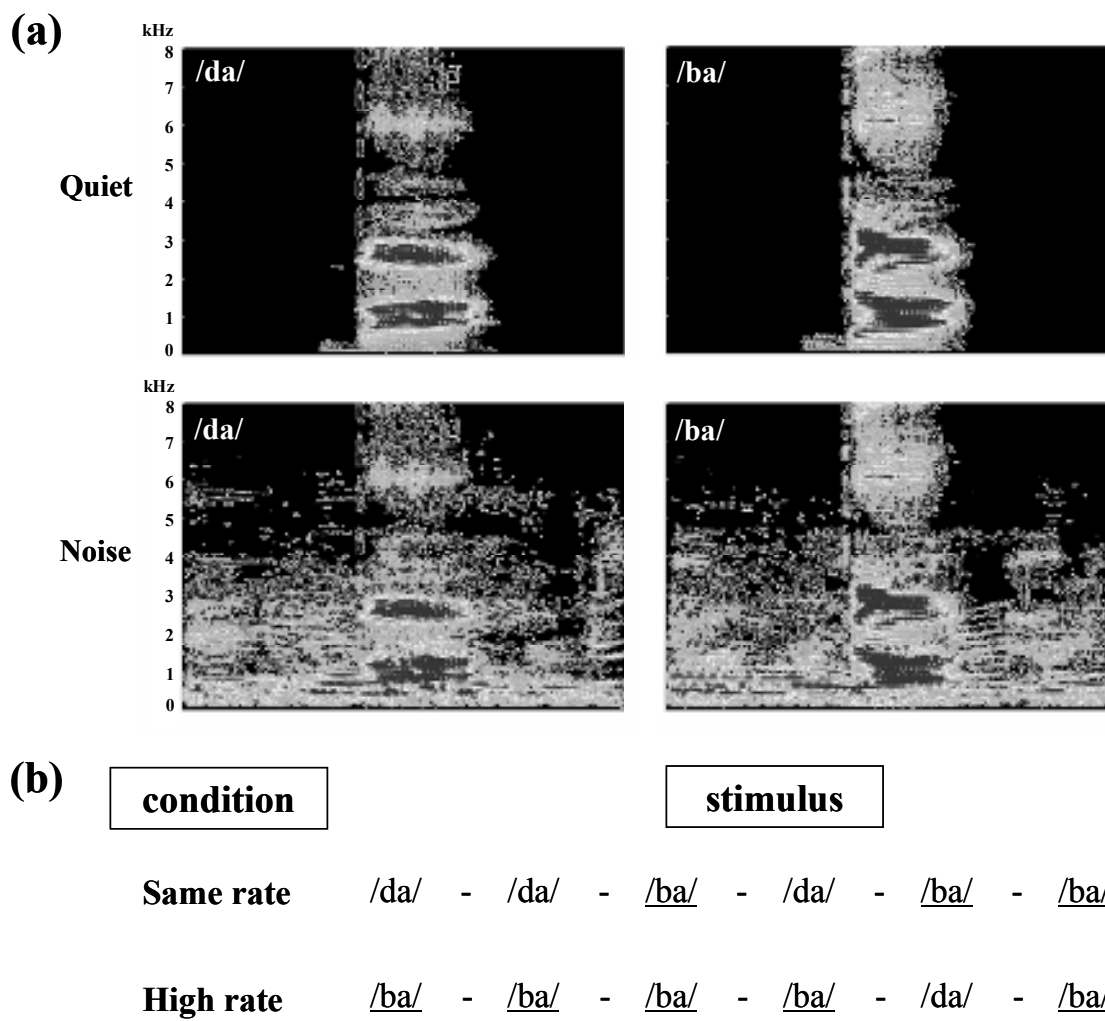 (a)
kHz
8
7
6
5
4
3
2
1
0
/da/
/ba/
Quiet
kHz
8
7
6
5
4
3
2
1
0
/da/
/ba/
Noise
(b)
condition stimulus
Same rate /da/ - /da/ - /ba/ - /da/ - /ba/ - /ba/
High rate /ba/ - /ba/ - /ba/ - /ba/ - /da/ - /ba/